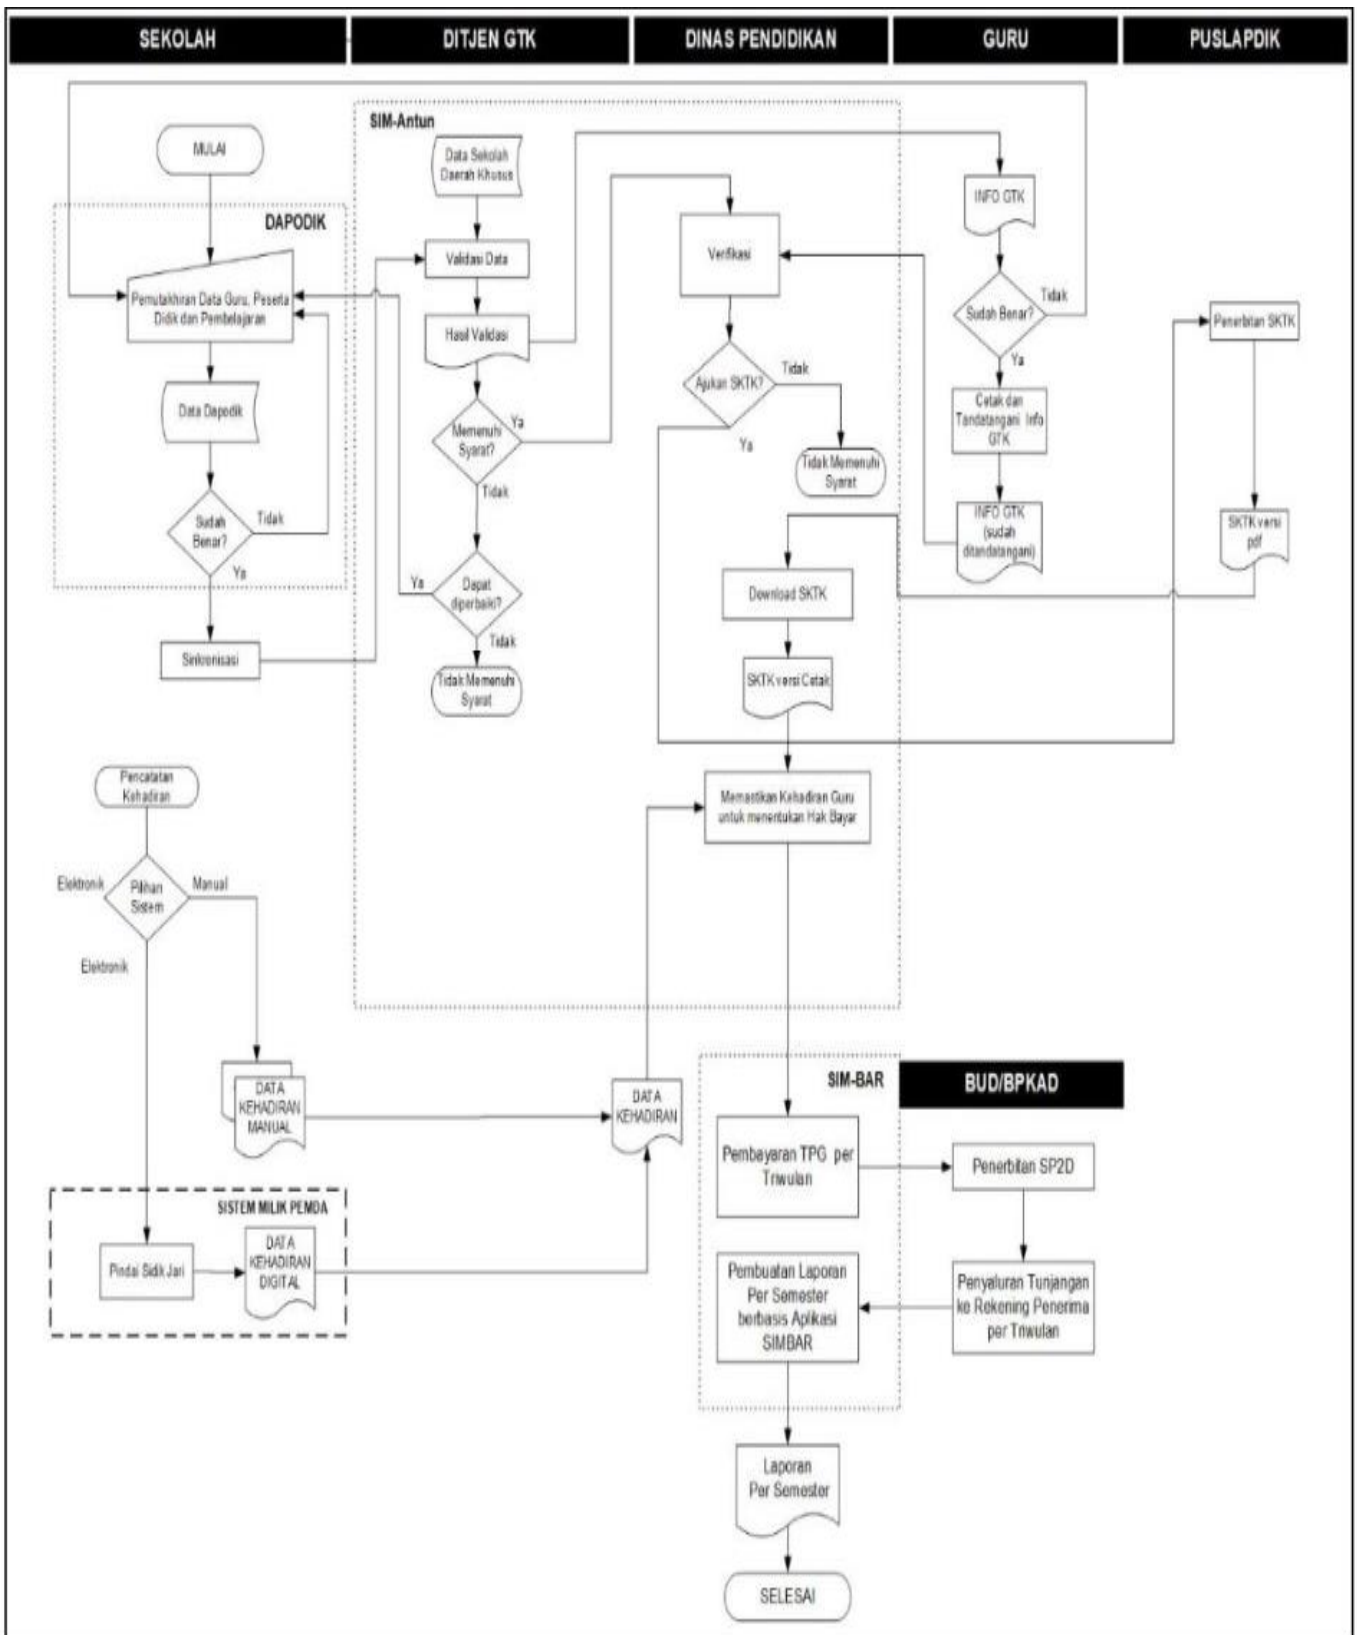 SEKOLAH
DITJEN GTK
DINAS PENDIDIKAN
GURU
PUSLAPDIK
SIM-Antun
MULAI
Data Sekolah
Daerah Khusus
INFO GTK
DAPODIK
Validasi Data
Verifikasi
Pemutakhiran Data Guru, Peserta
Didik dan Pembelajaran
Hasil Validasi
Sudah Benar?
Tidak
Ya
Penerbitan SKTK
Data Dapodik
Memenuhi
Syarat?
Ya
Tidak
Ajukan SKTK?
Tidak
Ya
Cetak dan
Tandatangani Info
GTK
Tidak Memenuhi
Syarat
Sudah
Benar?
Tidak
Ya
INFO GTK
(sudah
ditandatangani)
SKTK versi
pdf
Dapat
diperbaiki?
Ya
Tidak
Download SKTK
Sinkronisasi
Tidak Memenuhi
Syarat
SKTK versi Cetak
Pencatatan
Kehadiran
Memastikan Kehadiran Guru
untuk menentukan Hak Bayar
Elektronik
Pilihan
Sistem
Manual
Elektronik
DATA
KEHADIRAN
MANUAL
DATA
KEHADIRAN
SIM-BAR
BUD/BPKAD
Pembayaran TPG per
Triwulan
Penerbitan SP2D
SISTEM MILIK PEMDA
Pindai Sidik Jari
DATA
KEHADIRAN
DIGITAL
Pembuatan Laporan
Per Semester
berbasis Aplikasi
SIMBAR
Penyaluran Tunjangan
ke Rekening Penerima
per Triwulan
Laporan
Per Semester
SELESAI